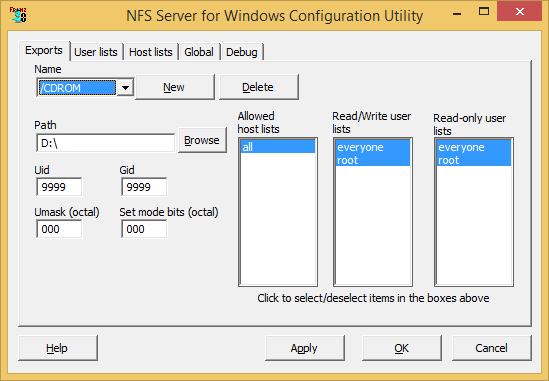 FRANZ
NFS Server for Windows Configuration Utility
Exports User lists Host lists Global Debug
Name
/CDROM New Delete
Path
D:\ Browse
Uid Gid
9999 9999
Umask (octal) Set mode bits (octal)
000 000
Allowed host lists
all
Read/Write user lists
everyone
root
Read-only user lists
everyone
root
Click to select/deselect items in the boxes above
Help Apply OK Cancel